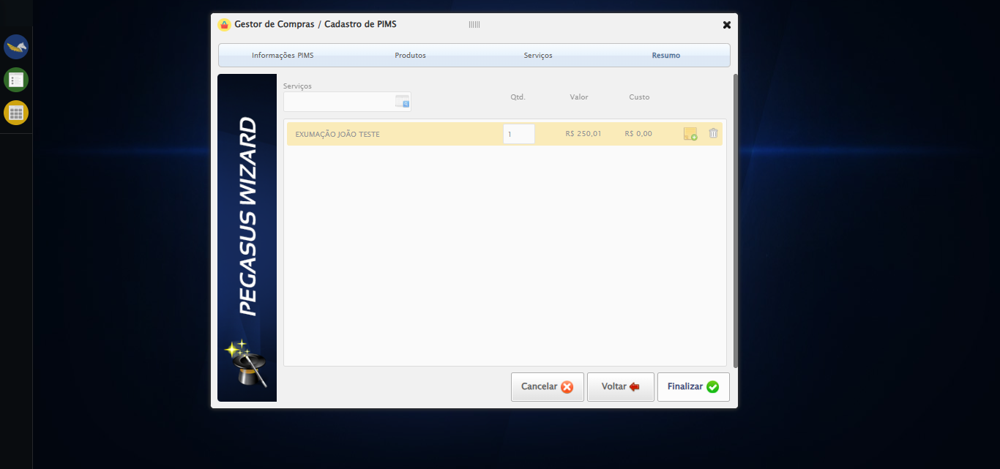 Gestor de Compras / Cadastro de PIMS
Informações PIMS Produtos Serviços Resumo
Serviços
Qtd. Valor Custo
EXUMAÇÃO JOÃO TESTE 1 R$ 250,01 R$ 0,00
PEGASUS WIZARD
Cancelar Voltar Finalizar